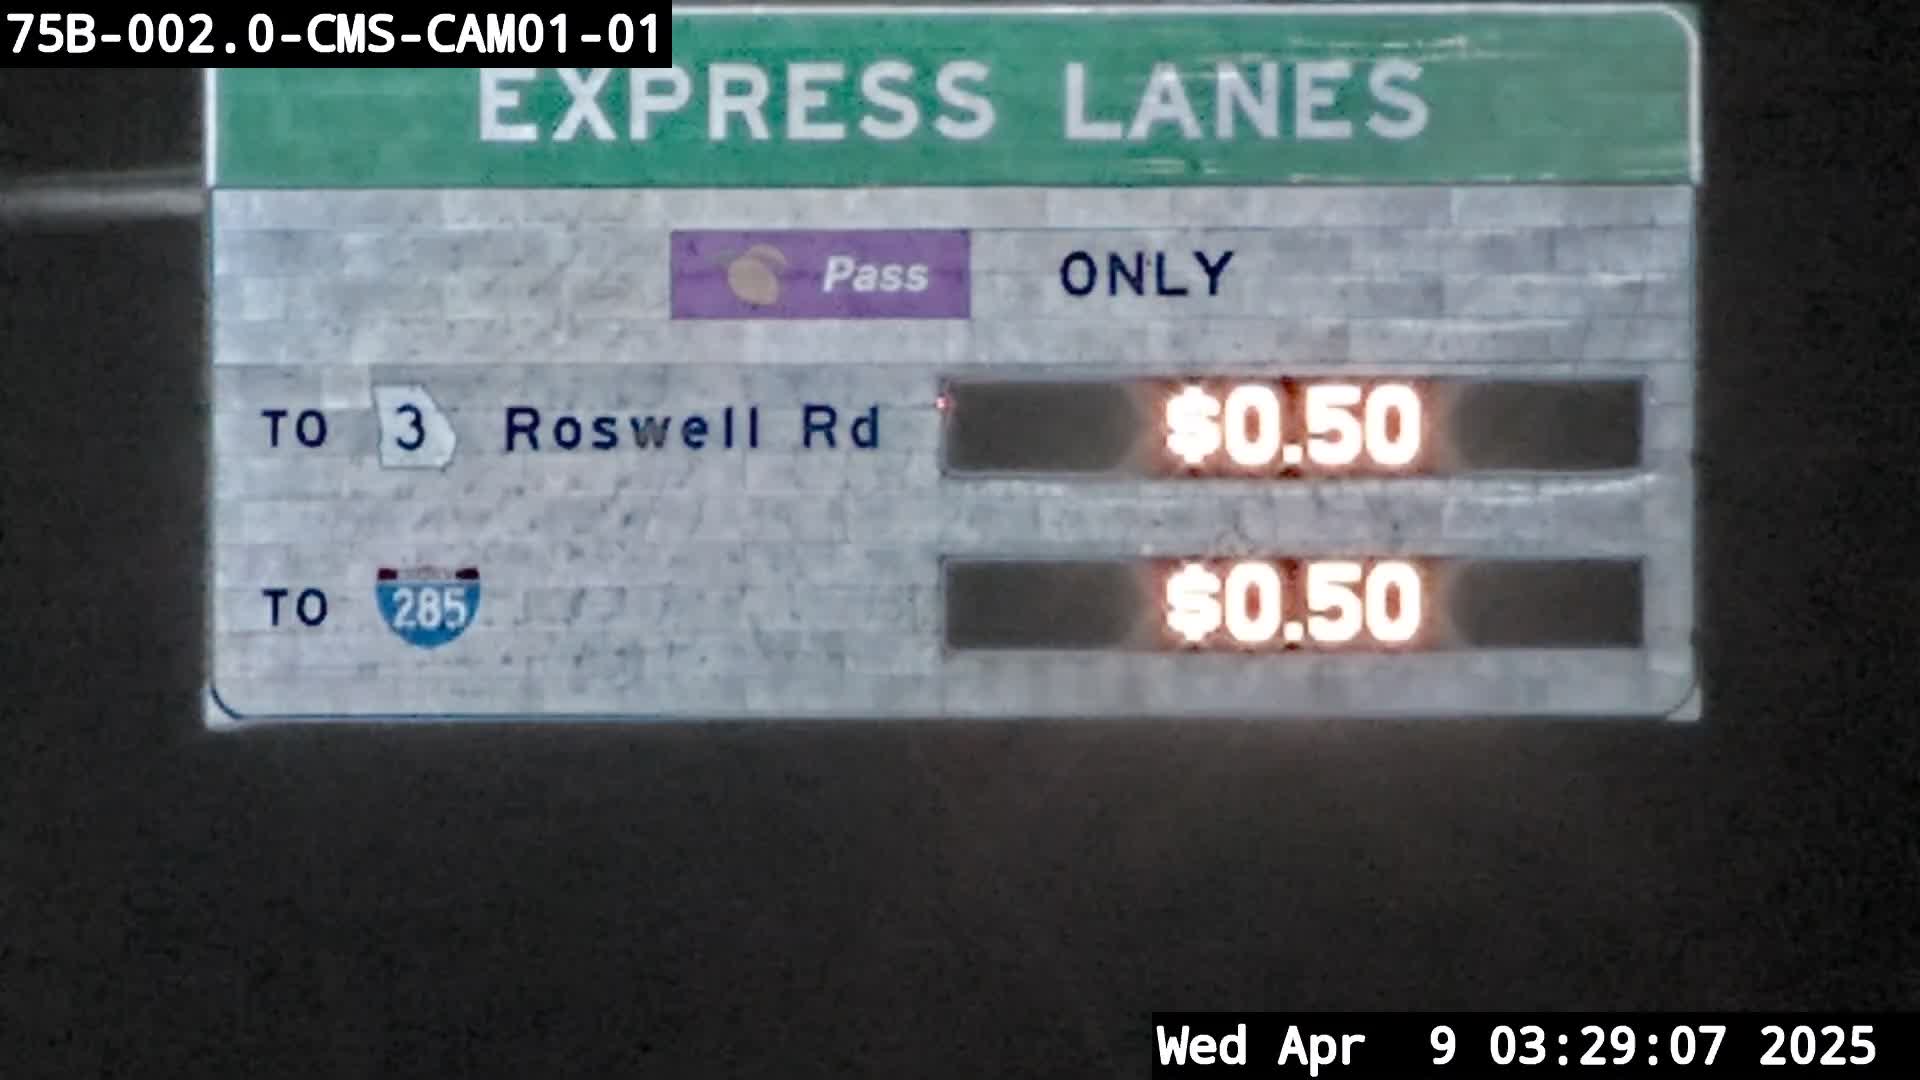 75B-002.0-CMS-CAM01-01
EXPRESS LANES
Pass ONLY
TO 3 Roswell Rd $0.50
TO 285 $0.50
Wed Apr 9 03:29:07 2025